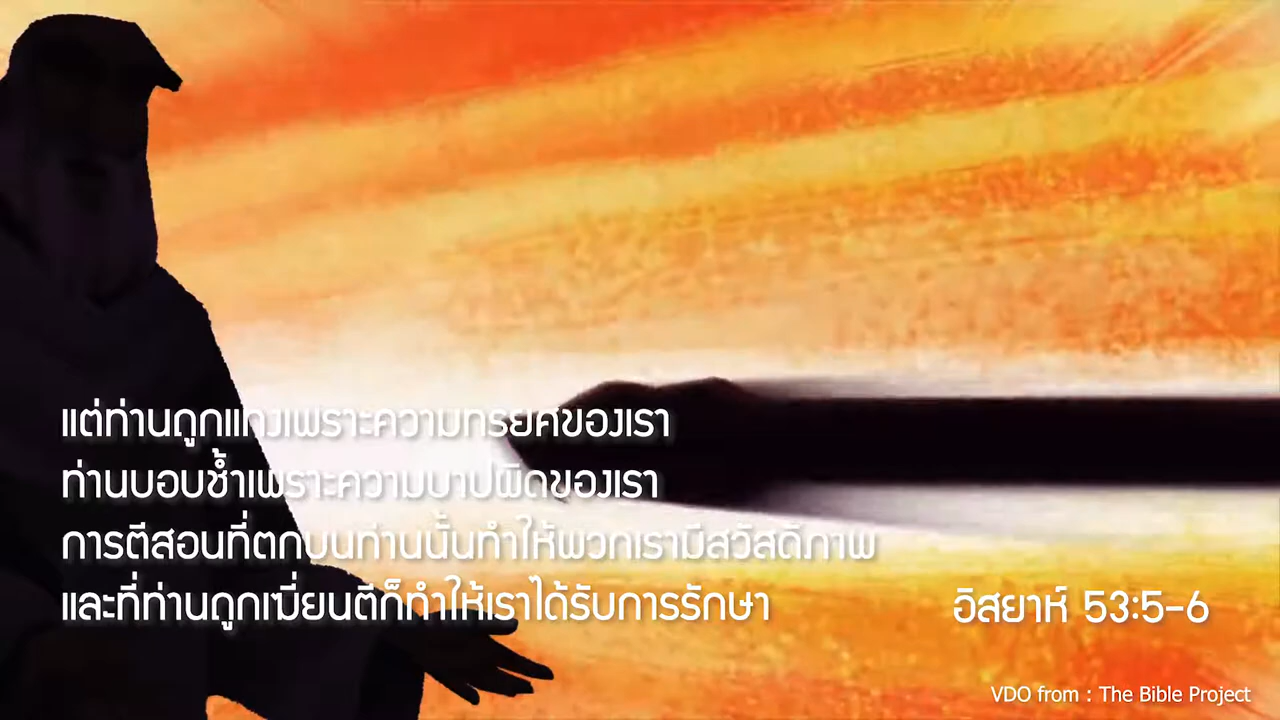 แต่ท่านถูกแทงเพราะความทรยศของเรา
ท่านบอบช้ำเพราะความบาปผิดของเรา
การตีสอนที่ตกบนท่านนั้นทำให้พวกเรามีสวัสดิภาพ
และที่ท่านถูกเฆี่ยนตีก็ทำให้เราได้รับการรักษา
อิสยาห์ 53:5-6
VDO from : The Bible Project